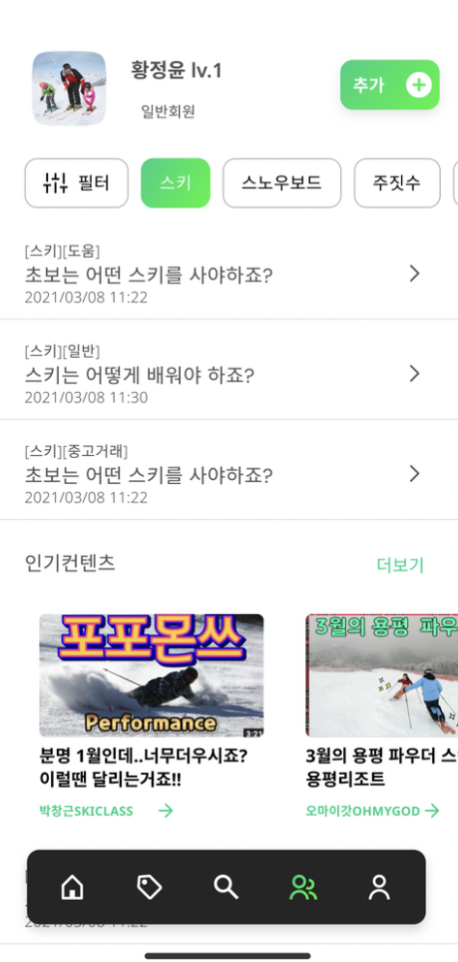 황정윤 lv.1
일반회원
추가
필터
스키
스노우보드
주짓수
[스키][도움]
초보는 어떤 스키를 사야하죠?
2021/03/08 11:22
[스키][일반]
스키는 어떻게 배워야 하죠?
2021/03/08 11:30
[스키][중고거래]
초보는 어떤 스키를 사야하죠?
2021/03/08 11:22
인기컨텐츠
더보기
포포몬쓰
Performance
3:21
3월의 용평 파우
분명 1월인데..너무더우시죠?
이럴땐 달리는거죠!!
박창근SKICLASS
3월의 용평 파우더 스
용평리조트
오마이갓OHMYGOD